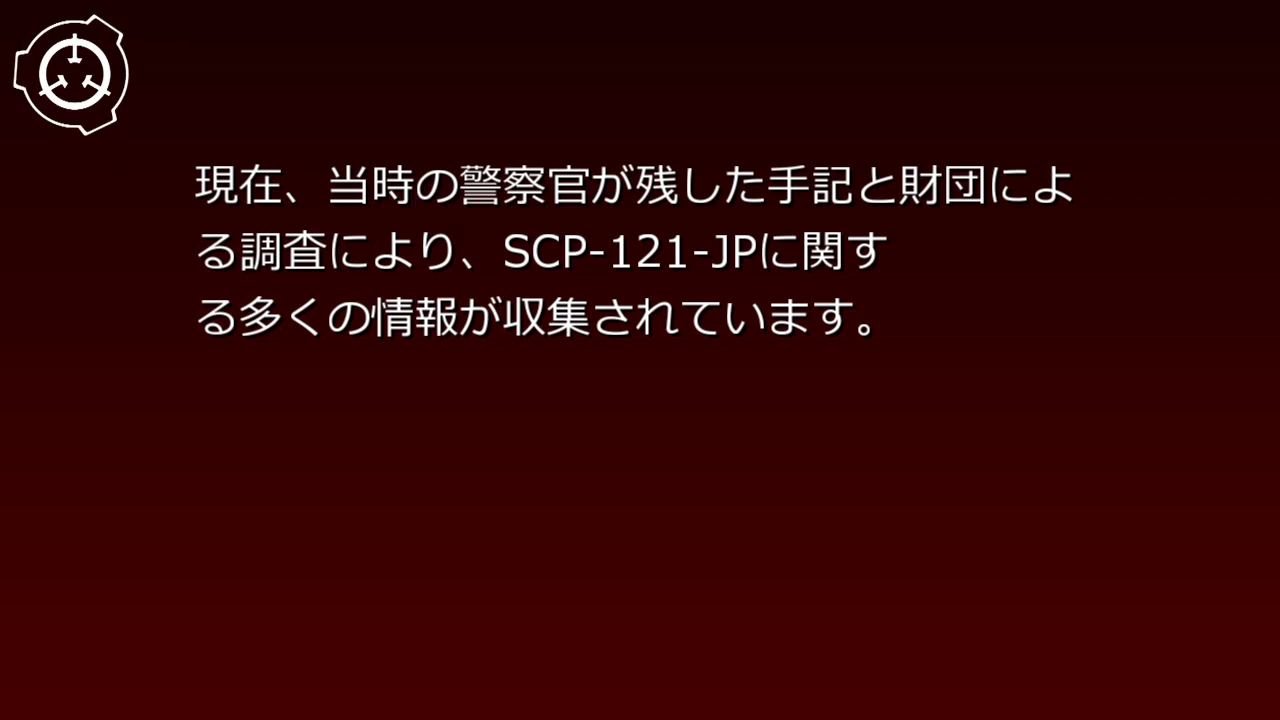 現在、当時の警察官が残した手記と財団によ
る調査により、SCP-121-JPに関す
る多くの情報が収集されています。